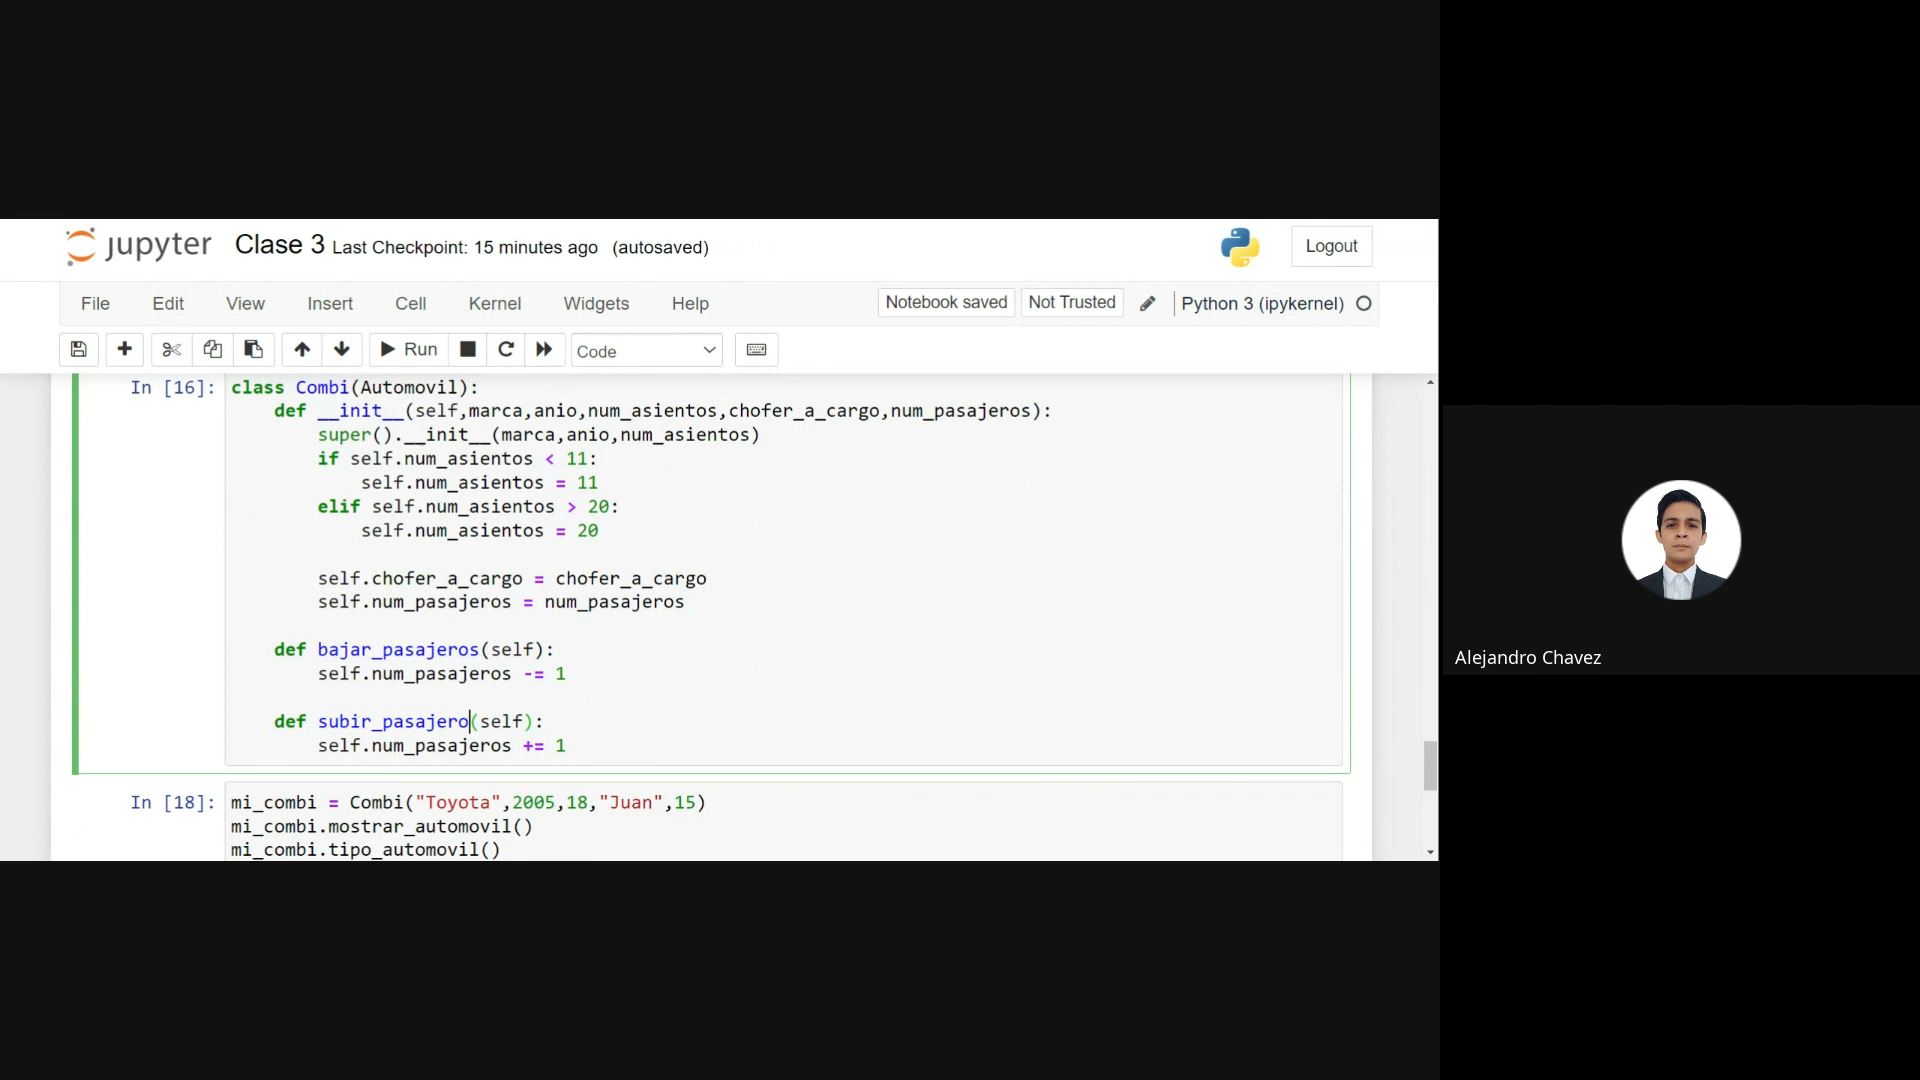 jupyter Clase 3 Last Checkpoint: 15 minutes ago (autosaved) Logout
File Edit View Insert Cell Kernel Widgets Help Notebook saved Not Trusted Python 3 (ipykernel)
Run Code
In [16]: class Combi(Automovil):
def __init__(self,marca,anio,num_asientos,chofer_a_cargo,num_pasajeros):
super().__init__(marca,anio,num_asientos)
if self.num_asientos < 11:
self.num_asientos = 11
elif self.num_asientos > 20:
self.num_asientos = 20
self.chofer_a_cargo = chofer_a_cargo
self.num_pasajeros = num_pasajeros
def bajar_pasajeros(self):
self.num_pasajeros -= 1
def subir_pasajero(self):
self.num_pasajeros += 1
In [18]: mi_combi = Combi("Toyota",2005,18,"Juan",15)
mi_combi.mostrar_automovil()
mi_combi.tipo_automovil()
Alejandro Chavez